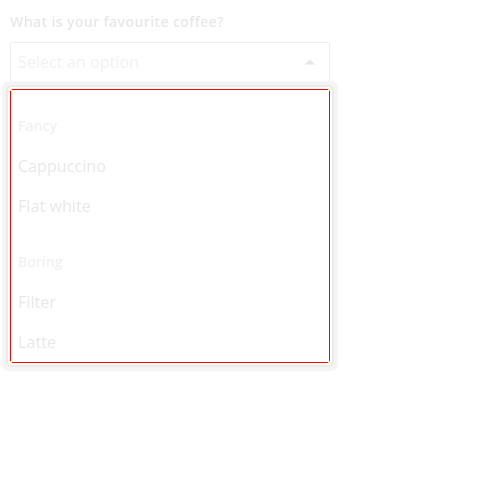 What is your favourite coffee?
Select an option
Fancy
Cappuccino
Flat white
Boring
Filter
Latte